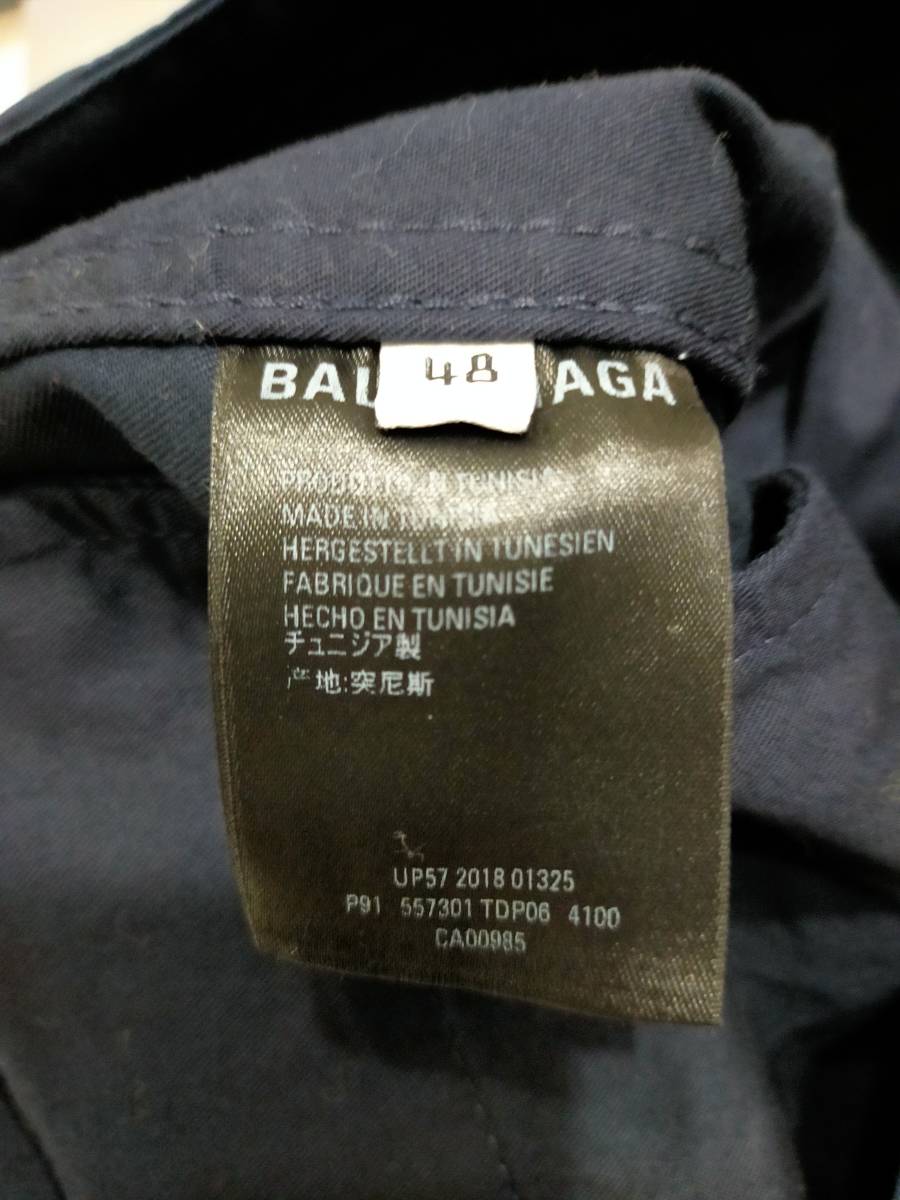 48
MADE IN TUNISIA
HERGESTELLT IN TUNESIEN
FABRIQUE EN TUNISIE
HECHO EN TUNISIA
チュニジア製
产地:突尼斯
UP57 2018 01325
P91 557301 TDP06 4100
CA00985